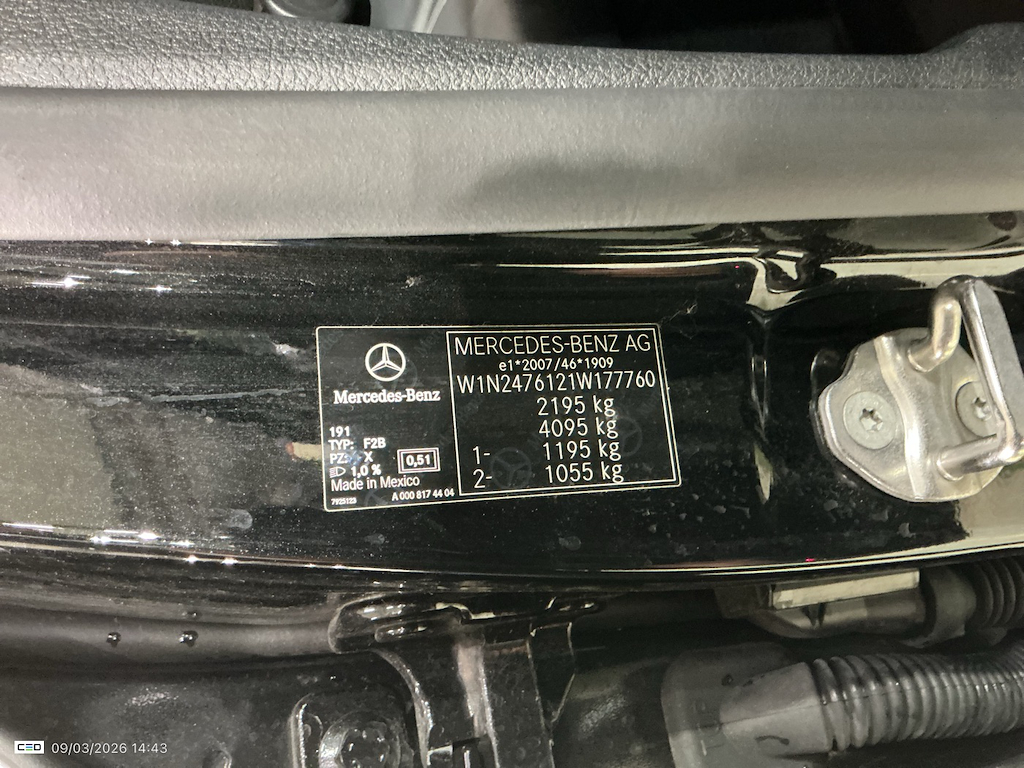 MERCEDES-BENZ AG
e1*2007/46*1909
W1N2476121W177760
2195 kg
4095 kg
1- 1195 kg
2- 1055 kg
Mercedes-Benz
191
TYP: F2B
PZ: X
1,0 %
0,51
Made in Mexico
7925123
A 000 817 44 04
CEO 09/03/2026 14:43